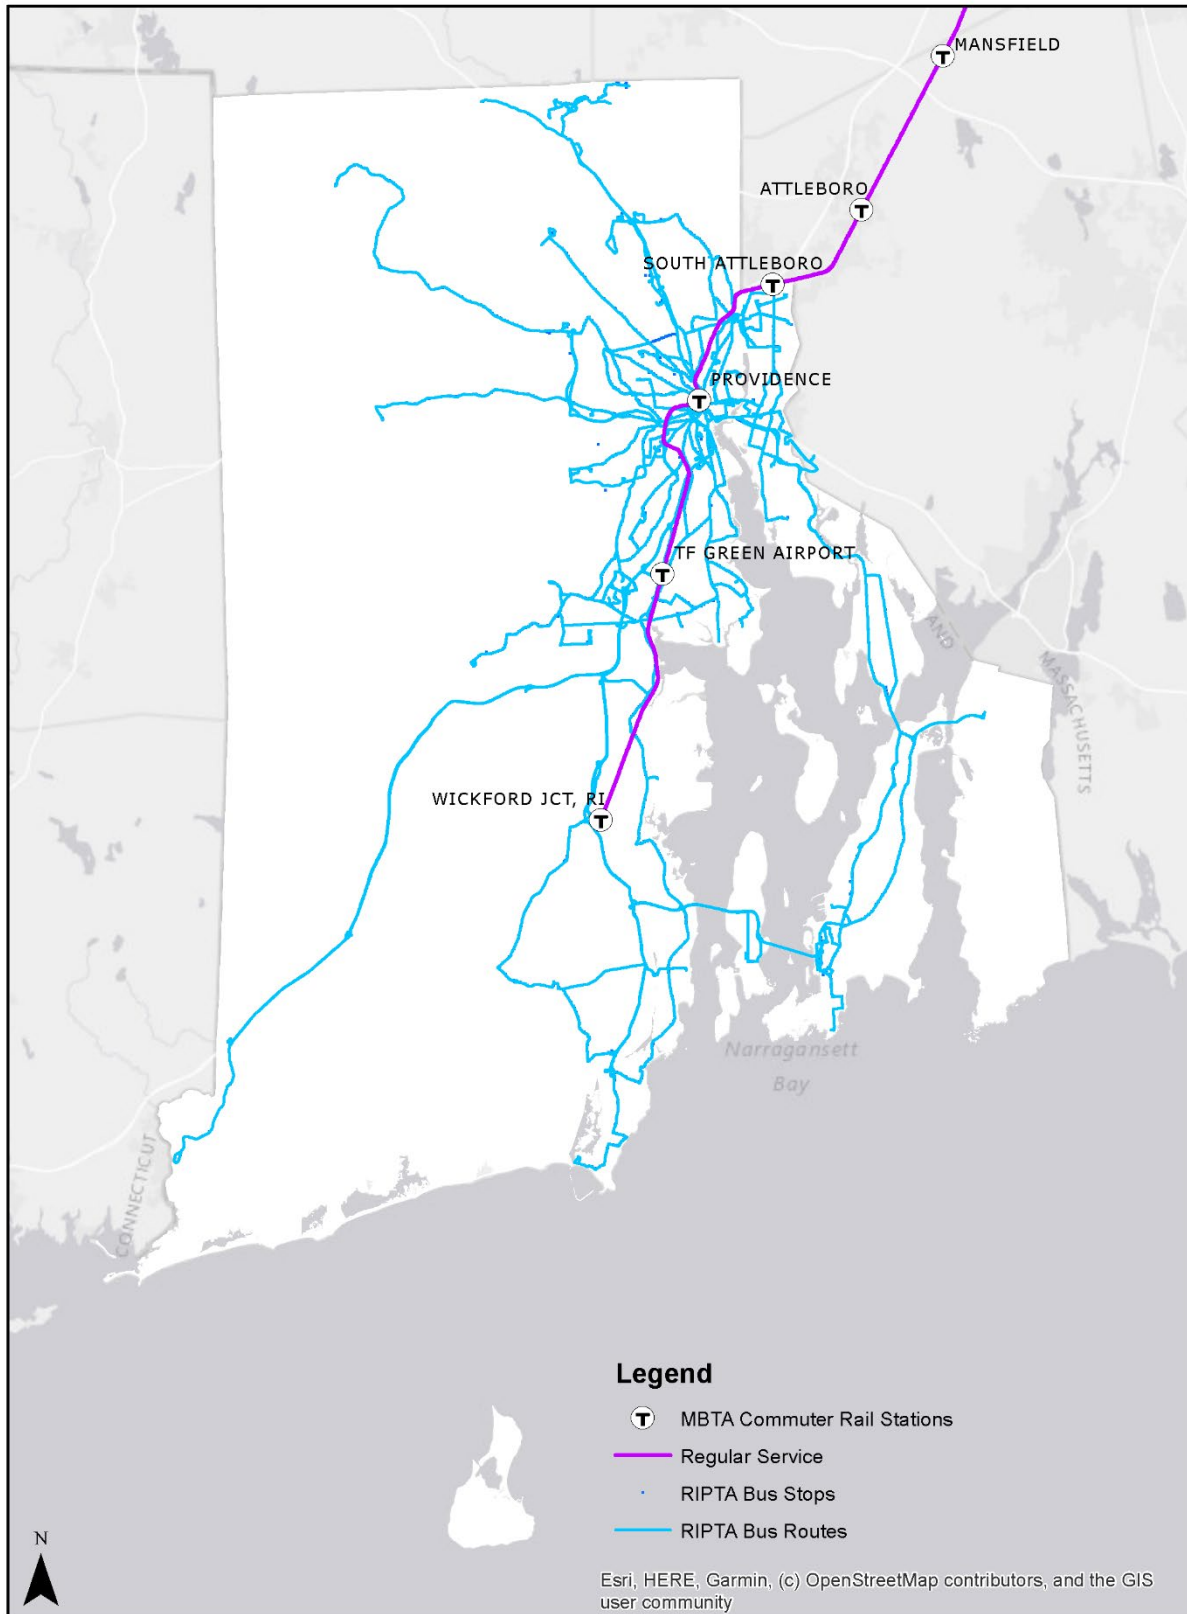 MANSFIELD
ATTLEBORO
SOUTH ATTLEBORO
PROVIDENCE
TF GREEN AIRPORT
AND
MASSACHUSETTS
WICKFORD JCT, RI
Narragansett
Bay
CONNECTICUT
Legend
T MBTA Commuter Rail Stations
Regular Service
RIPTA Bus Stops
RIPTA Bus Routes
N
Esri, HERE, Garmin, (c) OpenStreetMap contributors, and the GIS
user community